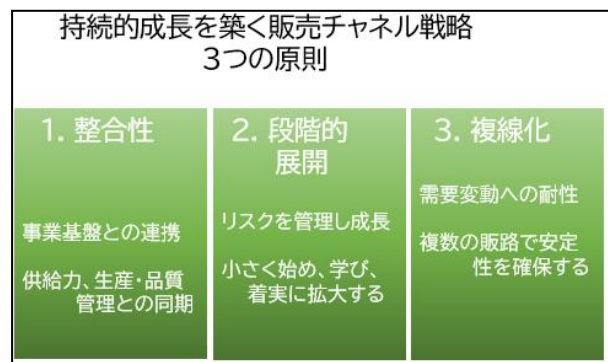 持続的成長を築く販売チャネル戦略
3つの原則
1. 整合性
事業基盤との連携
供給力、生産・品質
管理との同期
2. 段階的
展開
リスクを管理し成長
小さく始め、学び、
着実に拡大する
3. 複線化
需要変動への耐性
複数の販路で安定
性を確保する